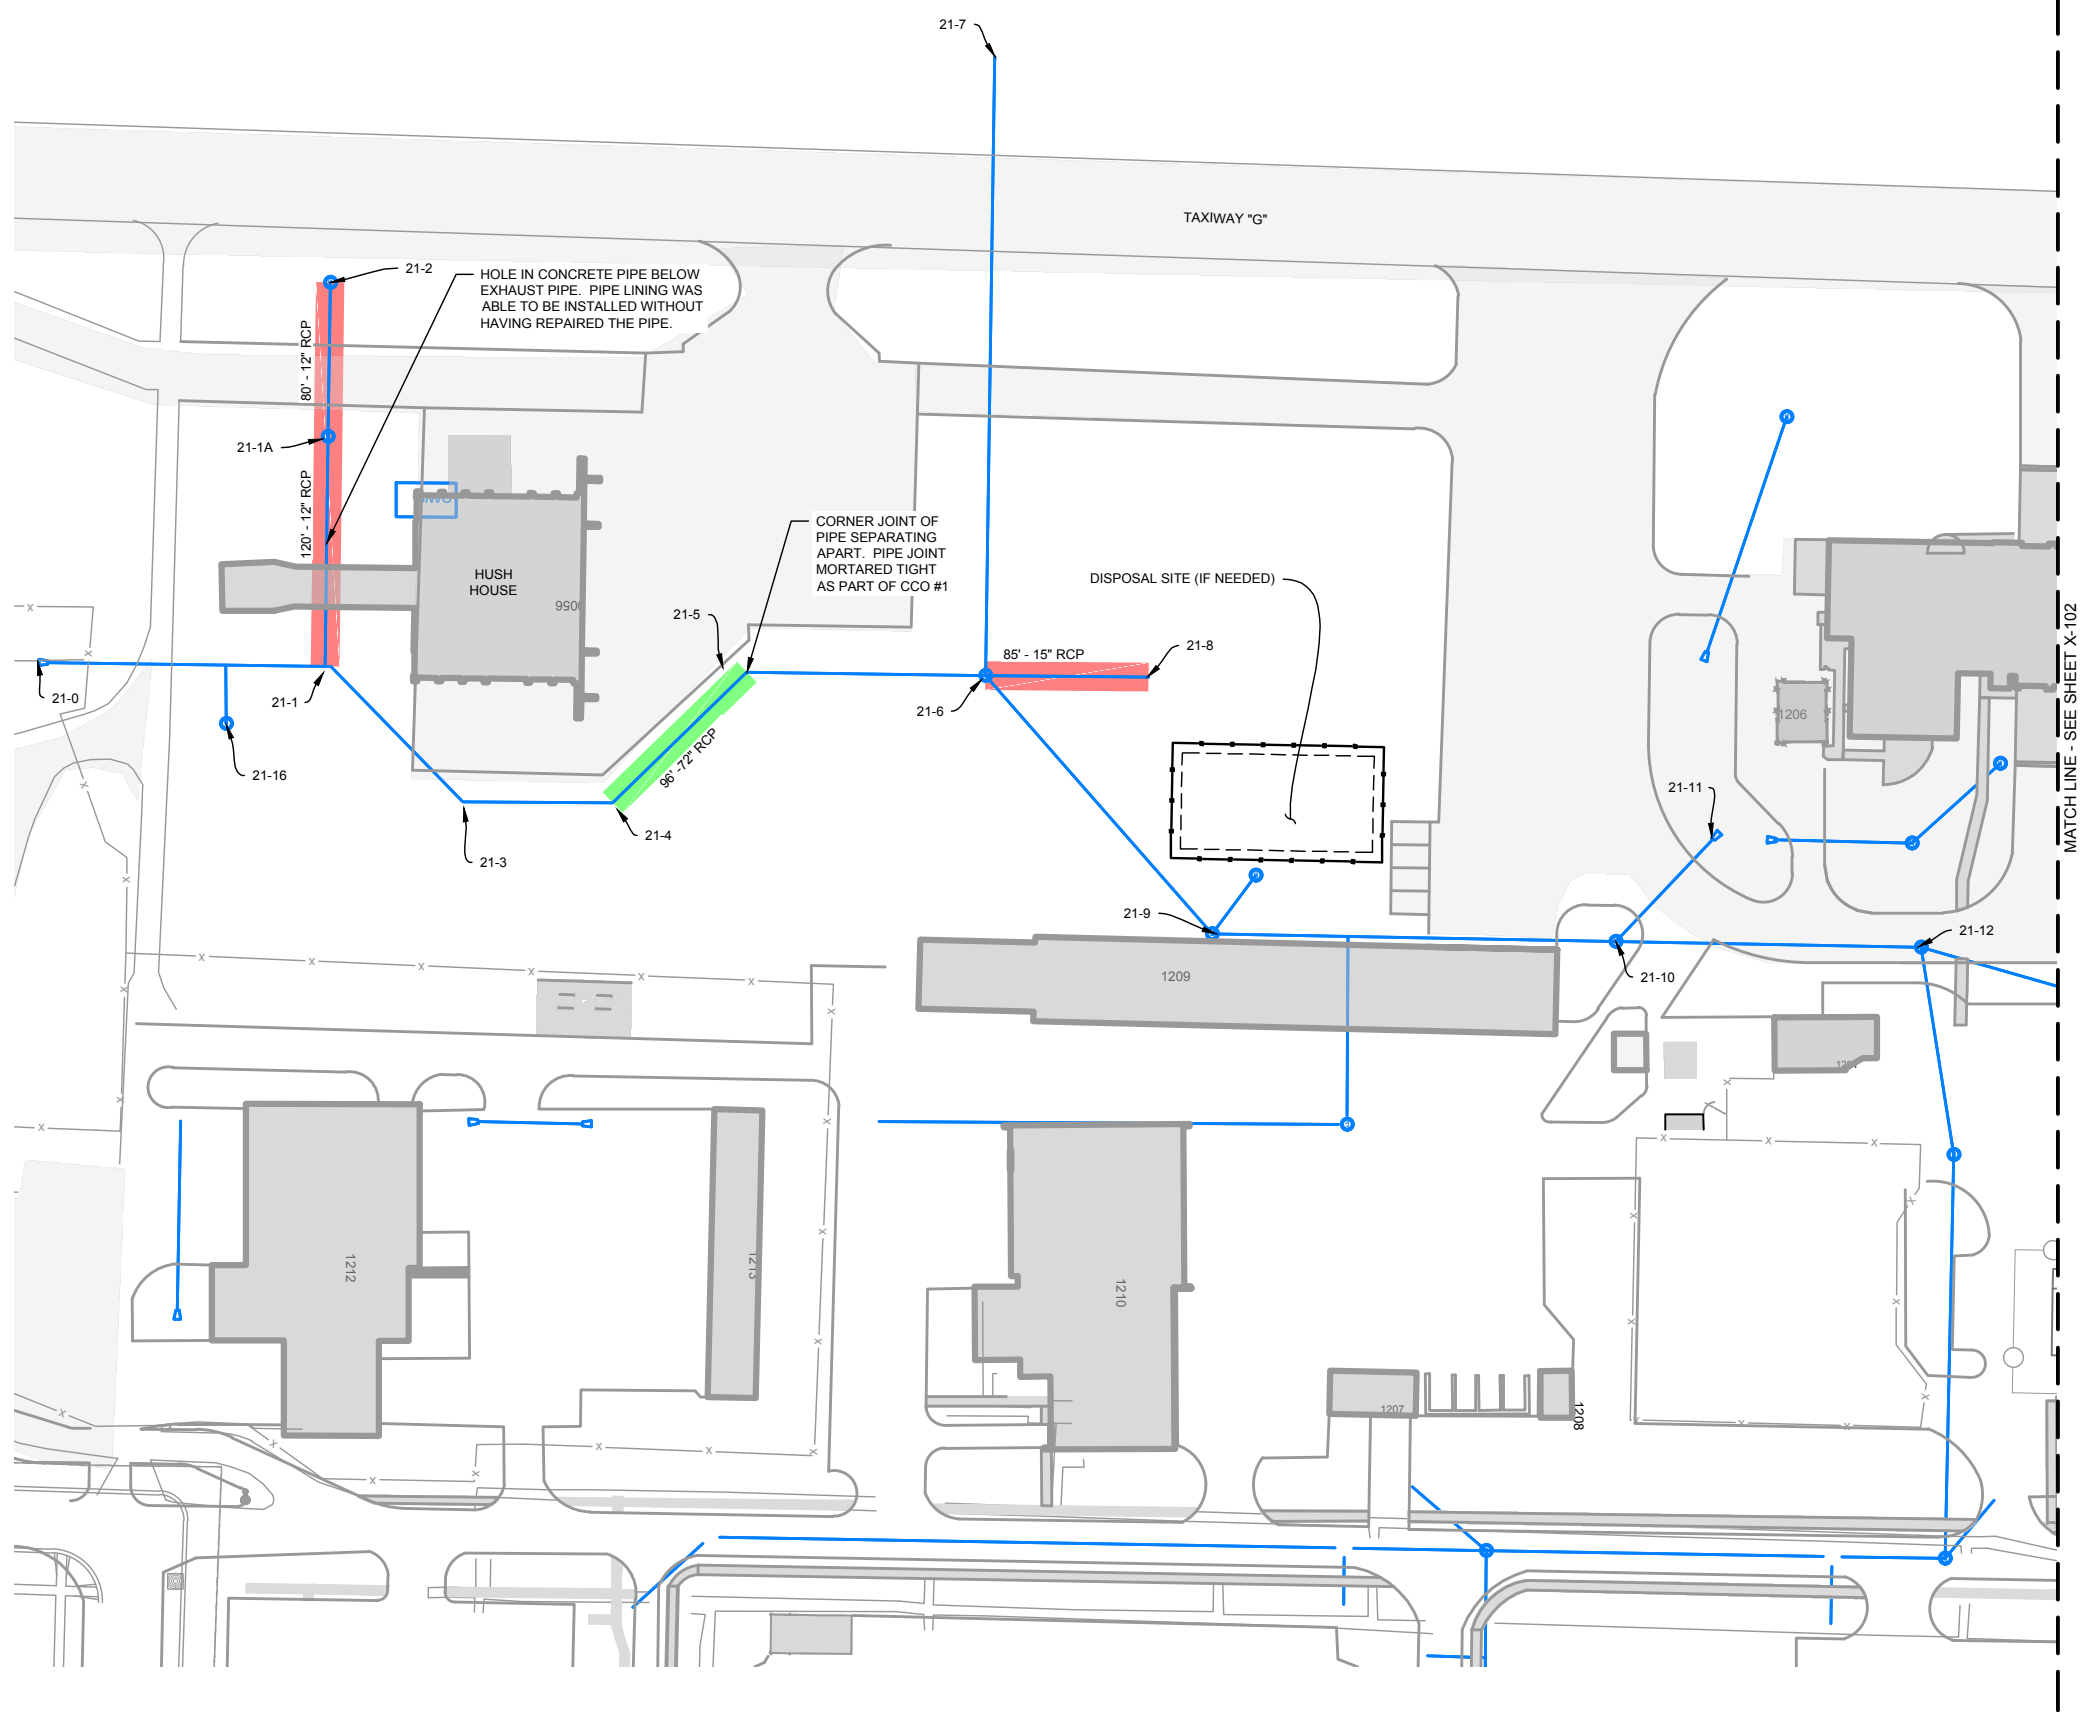 21-7
TAXIWAY "G"
21-2
HOLE IN CONCRETE PIPE BELOW
EXHAUST PIPE. PIPE LINING WAS
ABLE TO BE INSTALLED WITHOUT
HAVING REPAIRED THE PIPE.
80' - 12" RCP
21-1A
120' - 12" RCP
CORNER JOINT OF
PIPE SEPARATING
APART. PIPE JOINT
MORTARED TIGHT
AS PART OF CCO #1
HUSH
HOUSE
DISPOSAL SITE (IF NEEDED)
21-5
85' - 15" RCP
21-8
21-0
21-1
21-6
21-16
96' -72" RCP
1206
MATCH LINE - SEE SHEET X-102
21-11
21-4
21-3
21-9
21-12
1209
21-10
1212
1213
1210
1207
1208